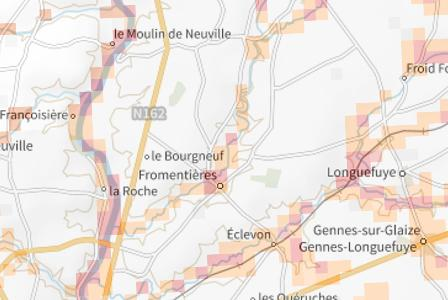 le Moulin de Neuville
Froid Fo
Françoisière
N162
uville
le Bourgneuf
Fromentières
Longuefuye
la Roche
Éclevon
Gennes-sur-Glaize
Gennes-Longuefuye
les Quéruches